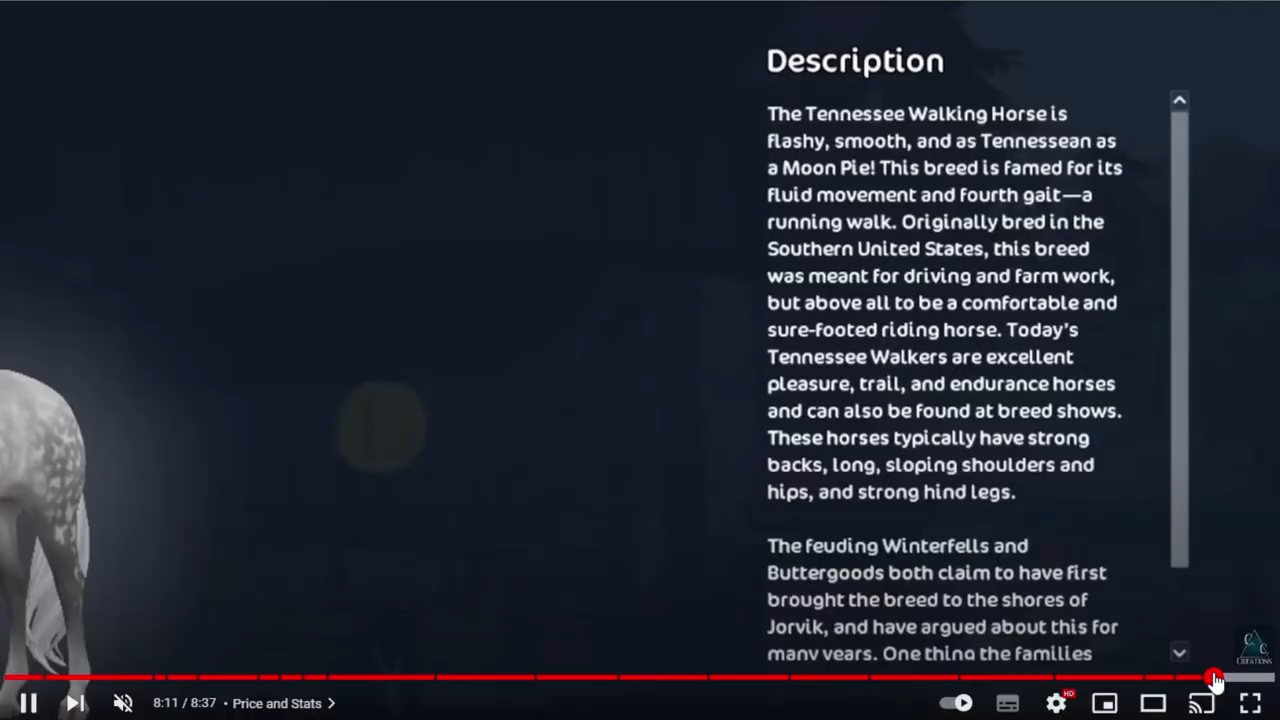 Description
The Tennessee Walking Horse is
flashy, smooth, and as Tennessean as
a Moon Pie! This breed is famed for its
fluid movement and fourth gait—a
running walk. Originally bred in the
Southern United States, this breed
was meant for driving and farm work,
but above all to be a comfortable and
sure-footed riding horse. Today's
Tennessee Walkers are excellent
pleasure, trail, and endurance horses
and can also be found at breed shows.
These horses typically have strong
backs, long, sloping shoulders and
hips, and strong hind legs.
The feuding Winterfells and
Buttergoods both claim to have first
brought the breed to the shores of
Jorvik, and have argued about this for
many years. One thing the families
CREATIONS
8:11 / 8:37 • Price and Stats
HD